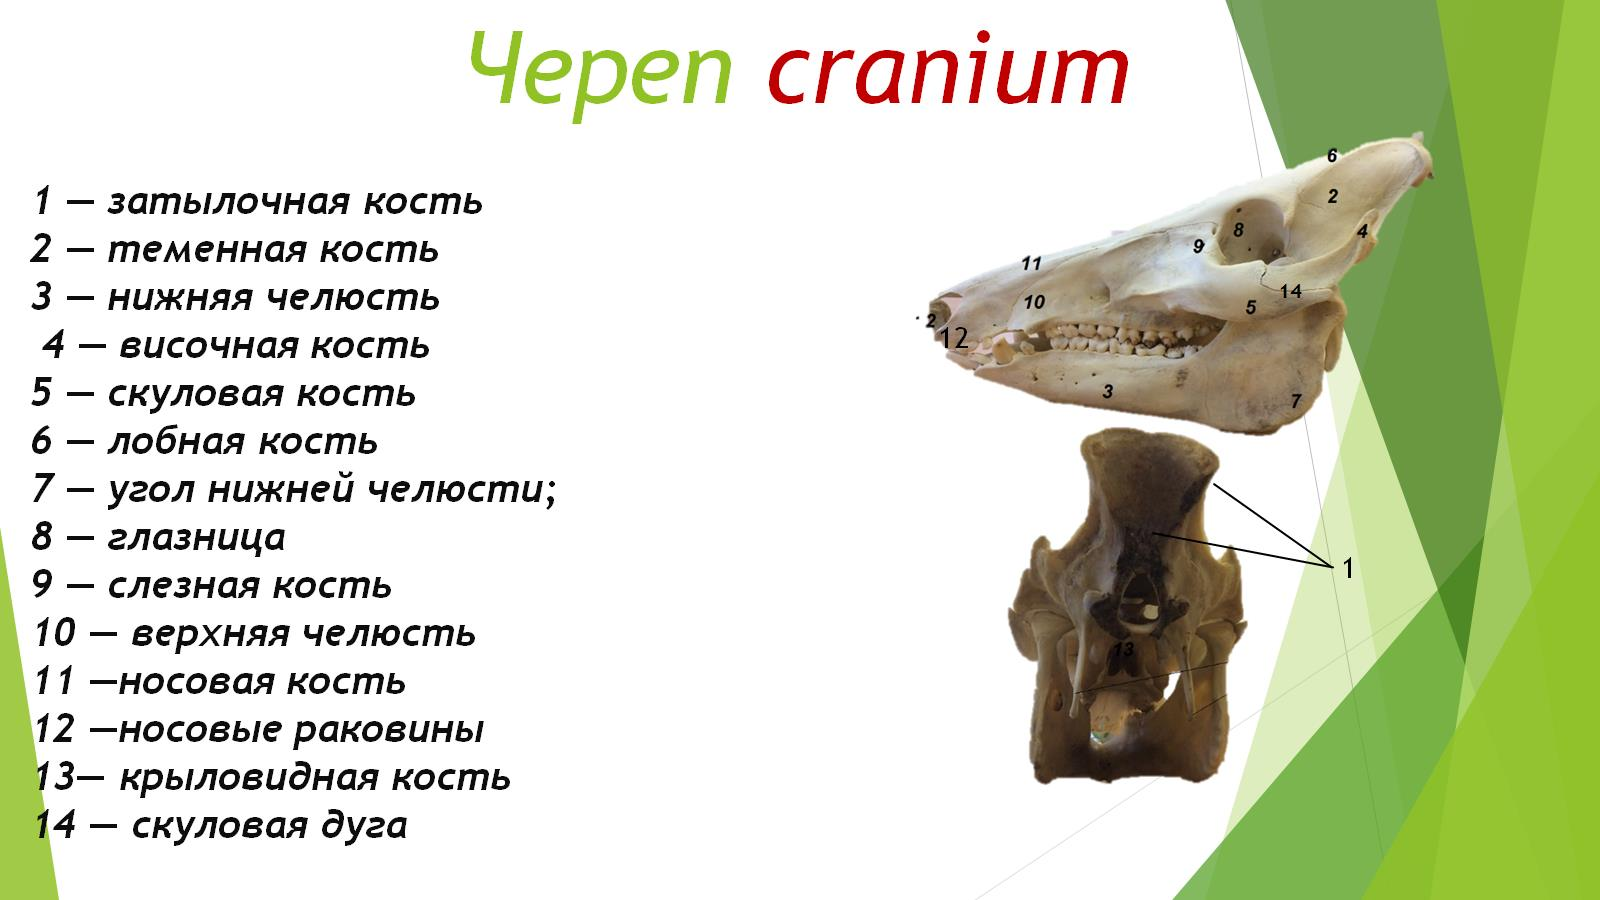 Череп cranium
1 — затылочная кость
2 — теменная кость
3 — нижняя челюсть
4 — височная кость
5 — скуловая кость
6 — лобная кость
7 — угол нижней челюсти;
8 — глазница
9 — слезная кость
10 — верхняя челюсть
11 —носовая кость
12 —носовые раковины
13— крыловидная кость
14 — скуловая дуга
6
2
4
8
9
11
14
10
5
2
12
3
7
1
13